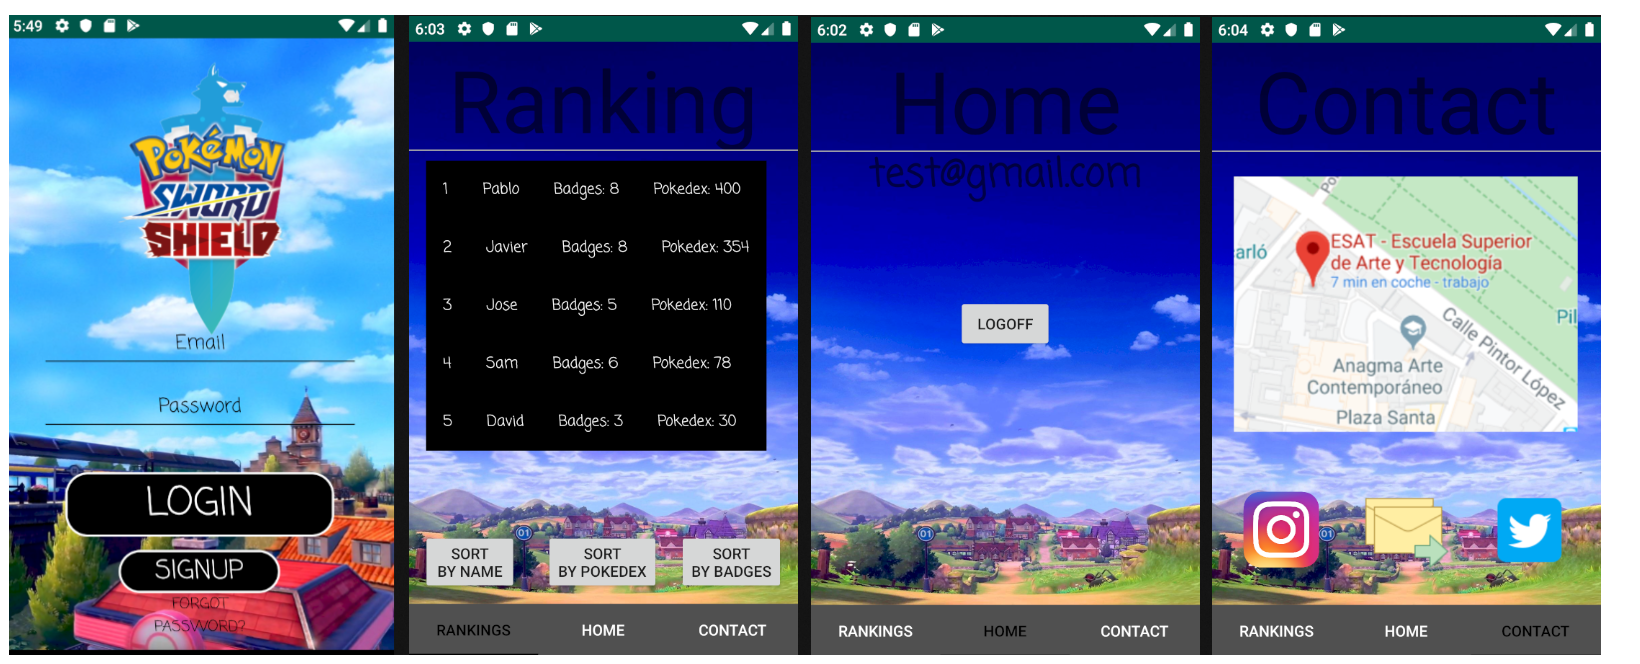 5:49
POKéMON
SWORD
SHIELD
Email
Password
LOGIN
SIGNUP
FORGOT
PASSWORD?
6:03
Ranking
1 Pablo Badges: 8 Pokedex: 400
2 Javier Badges: 8 Pokedex: 354
3 Jose Badges: 5 Pokedex: 110
4 Sam Badges: 6 Pokedex: 78
5 David Badges: 3 Pokedex: 30
01
SORT
BY NAME
SORT
BY POKEDEX
SORT
BY BADGES
RANKINGS HOME CONTACT
6:02
Home
test@gmail.com
LOGOFF
01
RANKINGS HOME CONTACT
6:04
Contact
Po
arló
ESAT - Escuela Superior
de Arte y Tecnología
7 min en coche - trabajo
Pil
Calle Pintor López
Anagma Arte
Contemporáneo
Plaza Santa
01
RANKINGS HOME CONTACT